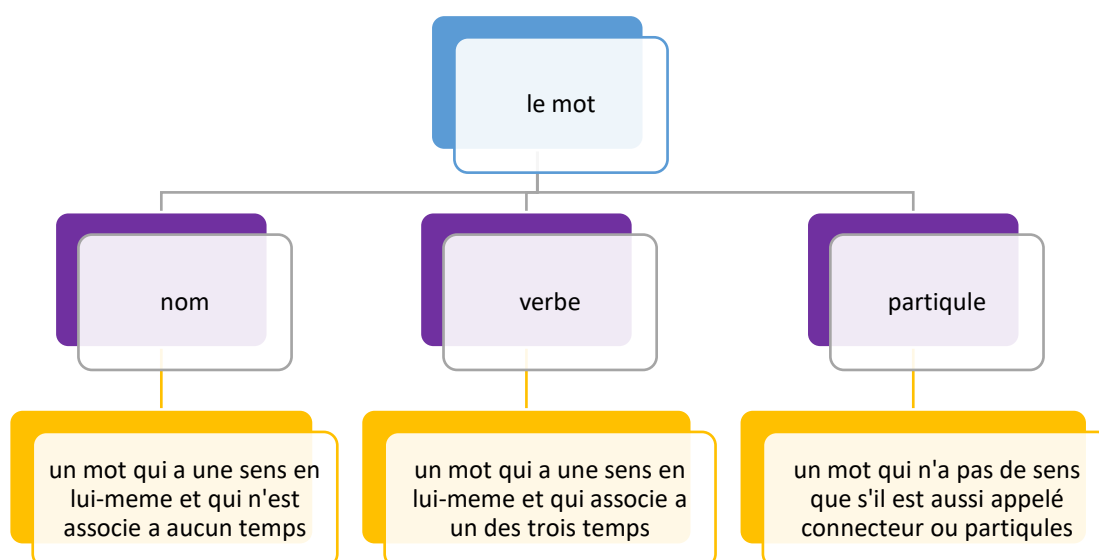 le mot
nom
verbe
partiqule
un mot qui a une sens en
lui-meme et qui n'est
associe a aucun temps
un mot qui a une sens en
lui-meme et qui associe a
un des trois temps
un mot qui n'a pas de sens
que s'il est aussi appelé
connecteur ou partiqules